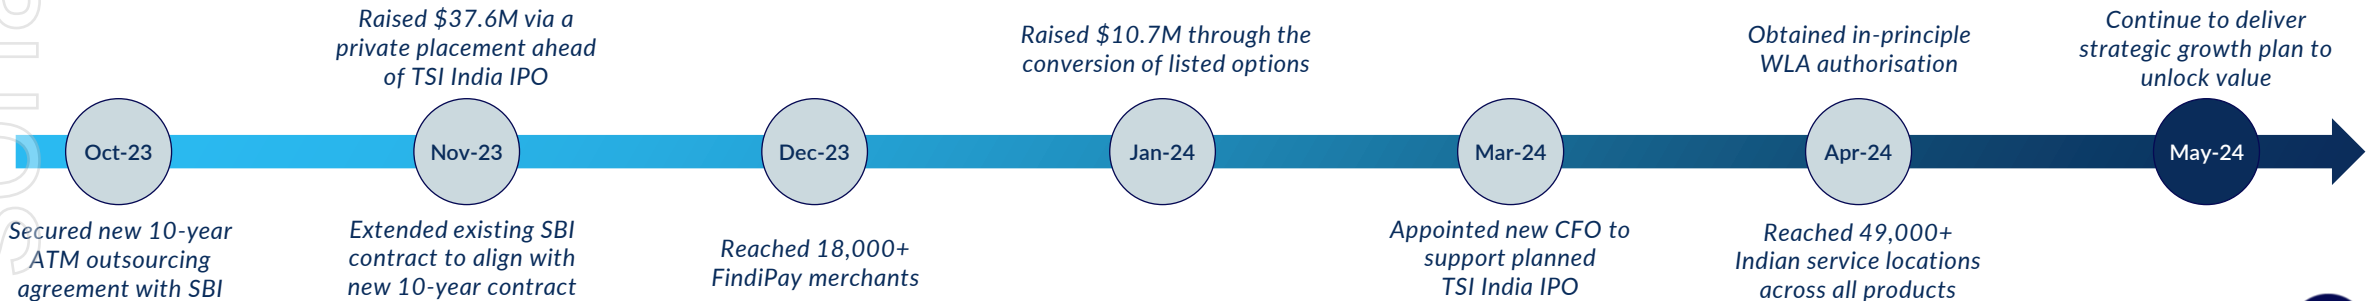 Raised $37.6M via a
private placement ahead
of TSI India IPO
Raised $10.7M through the
conversion of listed options
Obtained in-principle
WLA authorisation
Continue to deliver
strategic growth plan to
unlock value
Oct-23
Nov-23
Dec-23
Jan-24
Mar-24
Apr-24
May-24
Secured new 10-year
ATM outsourcing
agreement with SBI
Extended existing SBI
contract to align with
new 10-year contract
Reached 18,000+
FindiPay merchants
Appointed new CFO to
support planned
TSI India IPO
Reached 49,000+
Indian service locations
across all products